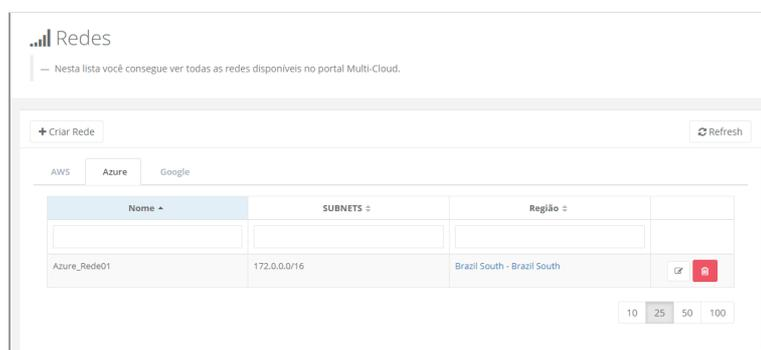 Redes
— Nesta lista você consegue ver todas as redes disponíveis no portal Multi-Cloud.
+ Criar Rede Refresh
AWS Azure Google
Nome SUBNETS Região
Azure_Rede01 172.0.0.0/16 Brazil South - Brazil South
10 25 50 100